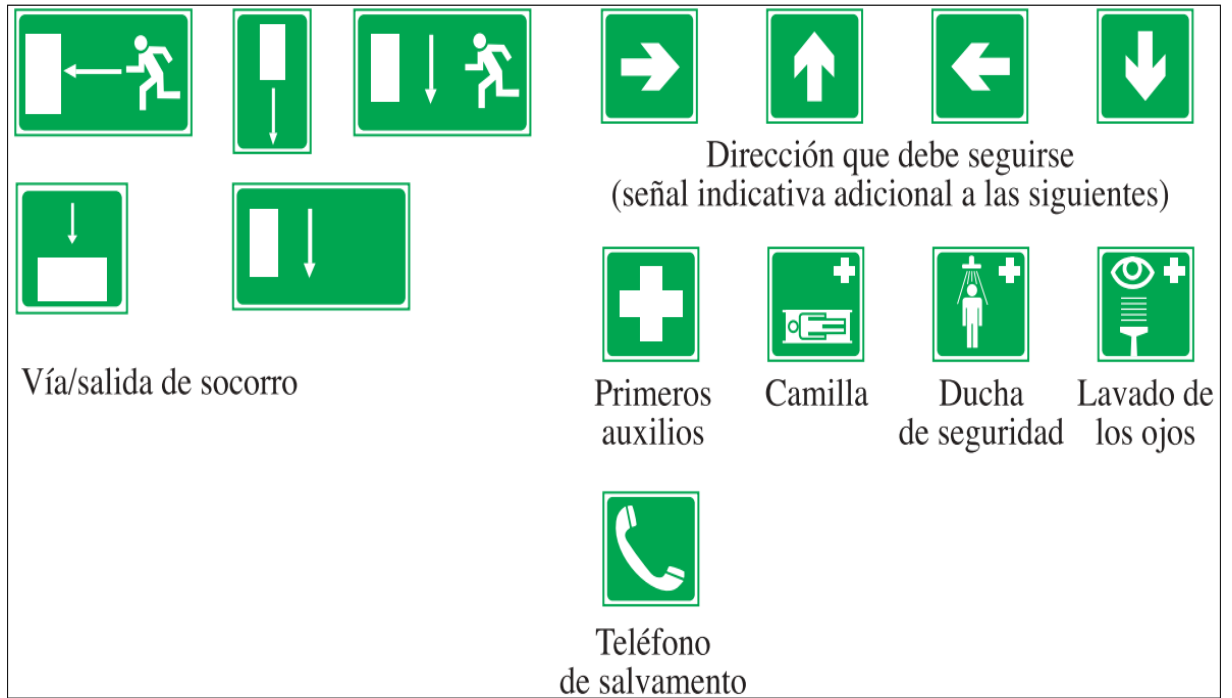 Dirección que debe seguirse
(señal indicativa adicional a las siguientes)
Vía/salida de socorro
Primeros
auxilios
Camilla
Ducha
de seguridad
Lavado de
los ojos
Teléfono
de salvamento